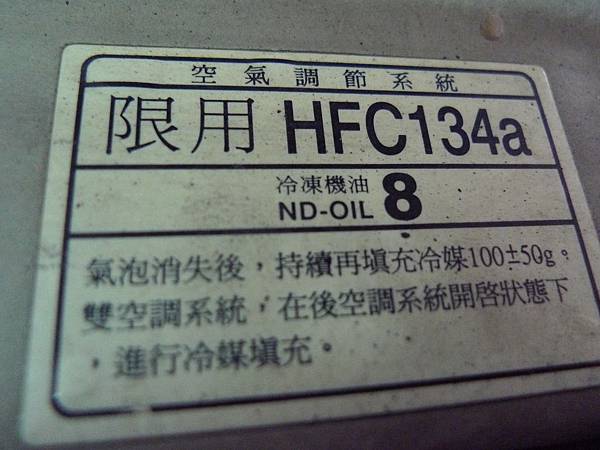 空氣調節系統
限用 HFC134a
冷凍機油
ND-OIL 8
氣泡消失後，持續再填充冷媒100±50g。
雙空調系統，在後空調系統開啓狀態下
，進行冷媒填充。